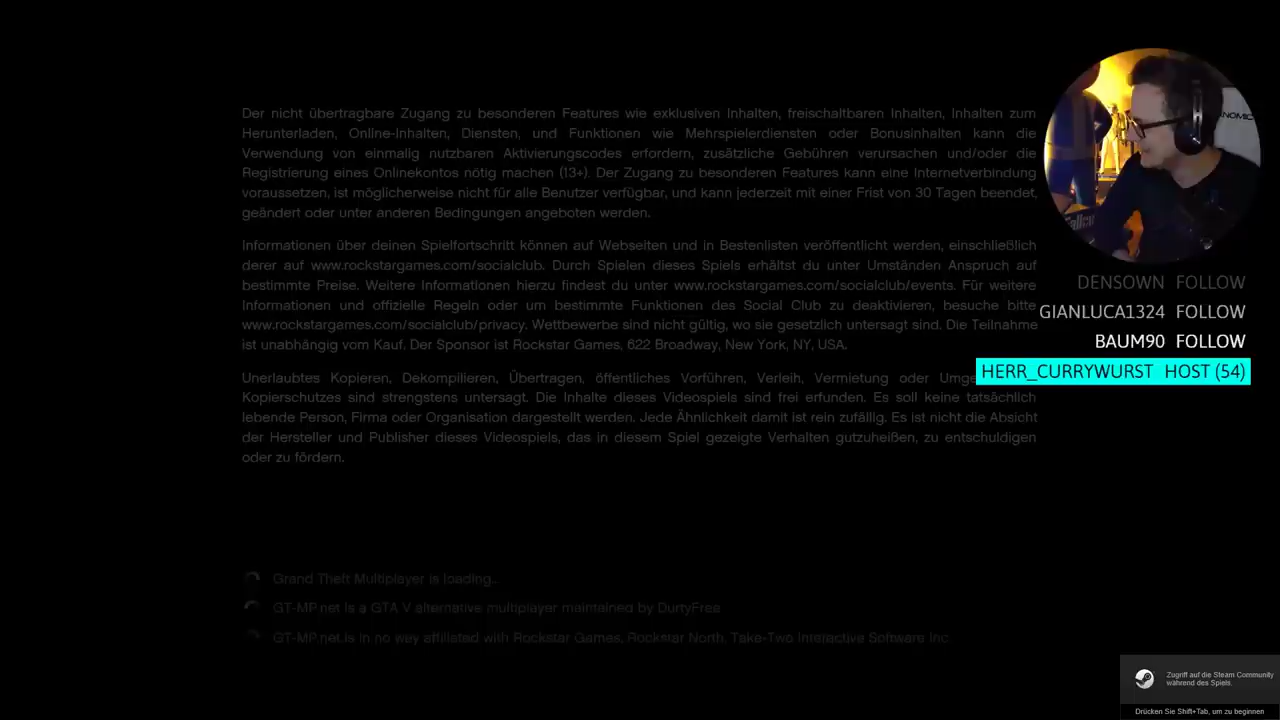 Der nicht übertragbare Zugang zu besonderen Features wie exklusiven Inhalten, freischaltbaren Inhalten, Inhalten zum
Herunterladen, Online-Inhalten, Diensten, und Funktionen wie Mehrspielerdiensten oder Bonusinhalten kann die
Verwendung von einmalig nutzbaren Aktivierungscodes erfordern, zusätzliche Gebühren verursachen und/oder die
Registrierung eines Onlinekontos nötig machen (13+). Der Zugang zu besonderen Features kann eine Internetverbindung
voraussetzen, ist möglicherweise nicht für alle Benutzer verfügbar, und kann jederzeit mit einer Frist von 30 Tagen beendet,
geändert oder unter anderen Bedingungen angeboten werden.
Informationen über deinen Spielfortschritt können auf Webseiten und in Bestenlisten veröffentlicht werden, einschließlich
derer auf www.rockstargames.com/socialclub. Durch Spielen dieses Spiels erhältst du unter Umständen Anspruch auf
bestimmte Preise. Weitere Informationen hierzu findest du unter www.rockstargames.com/socialclub/events. Für weitere
Informationen und offizielle Regeln oder um bestimmte Funktionen des Social Club zu deaktivieren, besuche bitte
www.rockstargames.com/socialclub/privacy. Wettbewerbe sind nicht gültig, wo sie gesetzlich untersagt sind. Die Teilnahme
ist unabhängig vom Kauf. Der Sponsor ist Rockstar Games, 622 Broadway, New York, NY, USA.
Unerlaubtes Kopieren, Dekompilieren, Übertragen, öffentliches Vorführen, Verleih, Vermietung oder
Kopierschutzes sind strengstens untersagt. Die Inhalte dieses Videospiels sind frei erfunden. Es soll keine tatsächlich
lebende Person, Firma oder Organisation dargestellt werden. Jede Ähnlichkeit damit ist rein zufällig. Es ist nicht die Absicht
der Hersteller und Publisher dieses Videospiels, das in diesem Spiel gezeigte Verhalten gutzuheißen, zu entschuldigen
oder zu fördern.
Grand Theft Multiplayer is loading...
GT-MP.net is a GTA V alternative multiplayer maintained by DurtyFree
GT-MP.net is in no way affiliated with Rockstar Games, Rockstar North, Take-Two Interactive Software Inc
NOMIC
DENSOWN FOLLOW
GIANLUCA1324 FOLLOW
BAUM90 FOLLOW
HERR_CURRYWURST HOST (54)
Zugriff auf die Steam Community
während des Spiels.
Drücken Sie Shift+Tab, um zu beginnen